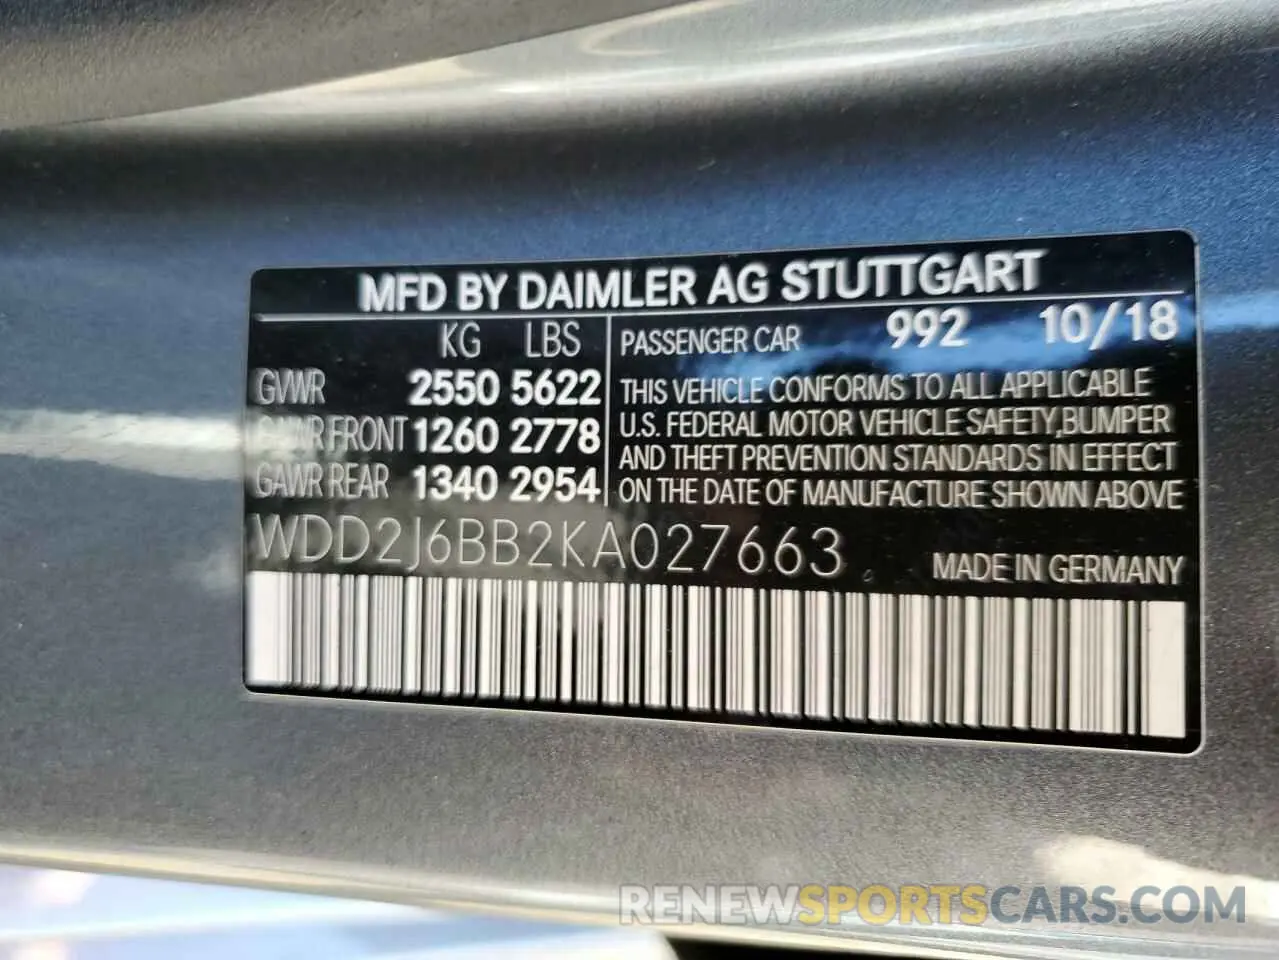 MFD BY DAIMLER AG STUTTGART
KG LBS
GVWR 2550 5622
GAWR FRONT 1260 2778
GAWR REAR 1340 2954
PASSENGER CAR 992 10/18
THIS VEHICLE CONFORMS TO ALL APPLICABLE
U.S. FEDERAL MOTOR VEHICLE SAFETY, BUMPER
AND THEFT PREVENTION STANDARDS IN EFFECT
ON THE DATE OF MANUFACTURE SHOWN ABOVE
WDD2J6BB2KA027663
MADE IN GERMANY
RENEWSPORTSCARS.COM